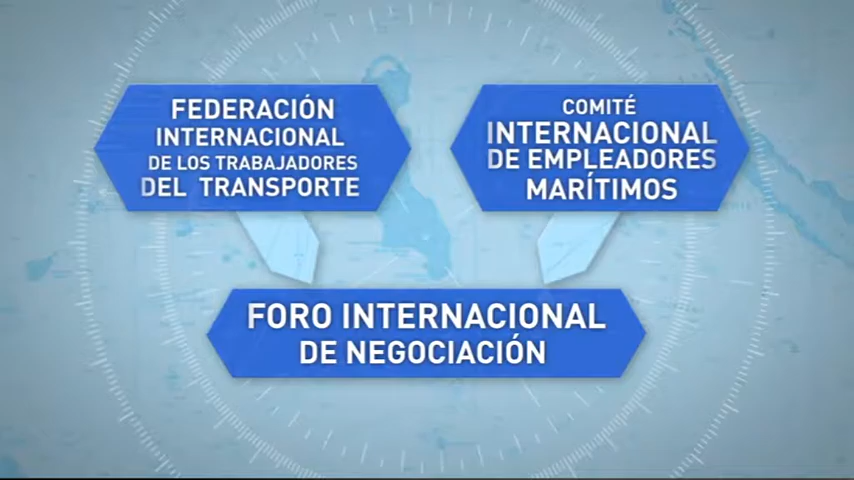 FEDERACIÓN
INTERNACIONAL
DE LOS TRABAJADORES
DEL TRANSPORTE
COMITÉ
INTERNACIONAL
DE EMPLEADORES
MARÍTIMOS
FORO INTERNACIONAL
DE NEGOCIACIÓN